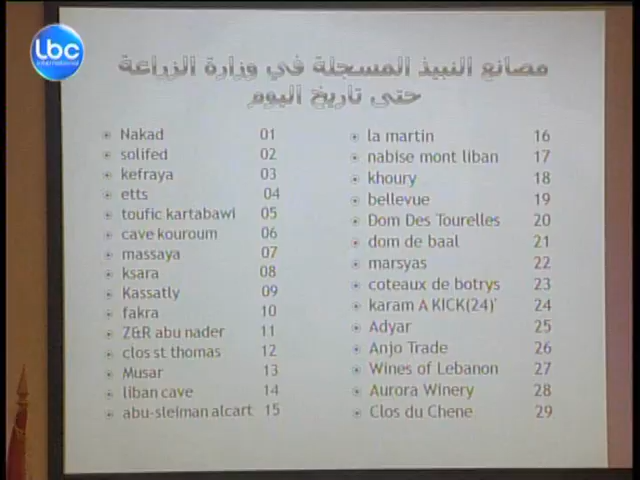 lbc
international
مصانع النبيذ المسجلة في وزارة الزراعة
حتى تاريخ اليوم
Nakad 01
solifed 02
kefraya 03
etts 04
toufic kartabawi 05
cave kouroum 06
massaya 07
ksara 08
Kassatly 09
fakra 10
Z&R abu nader 11
clos st thomas 12
Musar 13
liban cave 14
abu-sleiman alcart 15
la martin 16
nabise mont liban 17
khoury 18
bellevue 19
Dom Des Tourelles 20
dom de baal 21
marsyas 22
coteaux de botrys 23
karam A KICK(24)' 24
Adyar 25
Anjo Trade 26
Wines of Lebanon 27
Aurora Winery 28
Clos du Chene 29